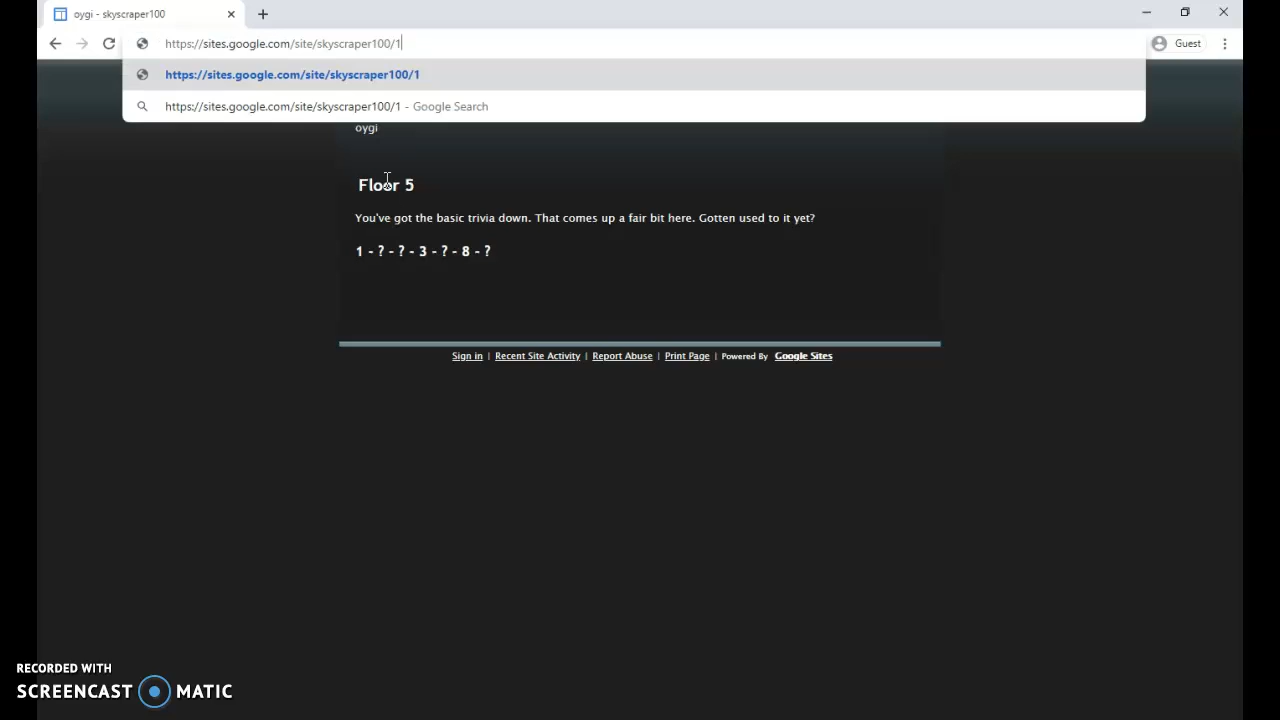 oygi - skyscraper100
https://sites.google.com/site/skyscraper100/1
Guest
https://sites.google.com/site/skyscraper100/1
https://sites.google.com/site/skyscraper100/1 - Google Search
oygi
Floor 5
You've got the basic trivia down. That comes up a fair bit here. Gotten used to it yet?
1 - ? - ? - 3 - ? - 8 - ?
Sign in | Recent Site Activity | Report Abuse | Print Page | Powered By Google Sites
RECORDED WITH
SCREENCAST MATIC